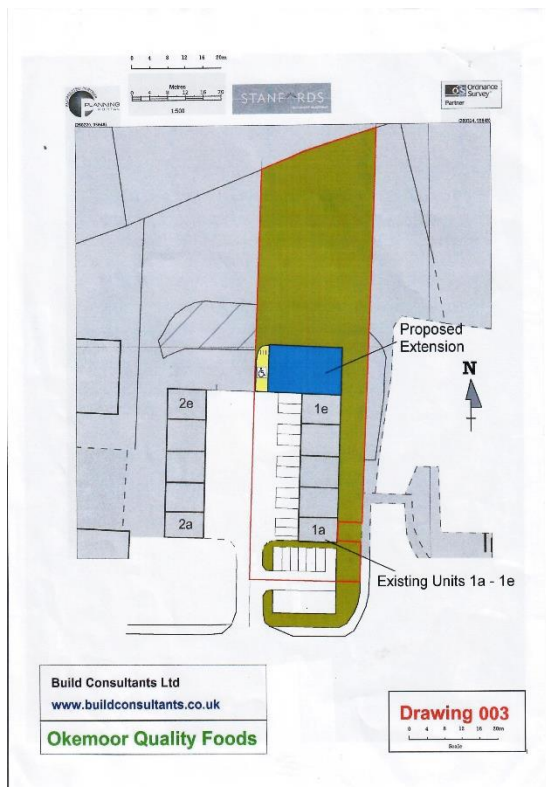 0 4 8 12 16 20m
Metres
0 4 8 12 16 20
1:500
PLANNING
PORTAL
STANFORDS
OS Ordnance
Survey
Partner
Proposed
Extension
N
2e
1e
2a
1a
Existing Units 1a - 1e
Build Consultants Ltd
www.buildconsultants.co.uk
Okemoor Quality Foods
Drawing 003
0 4 8 12 16 20m
Scale